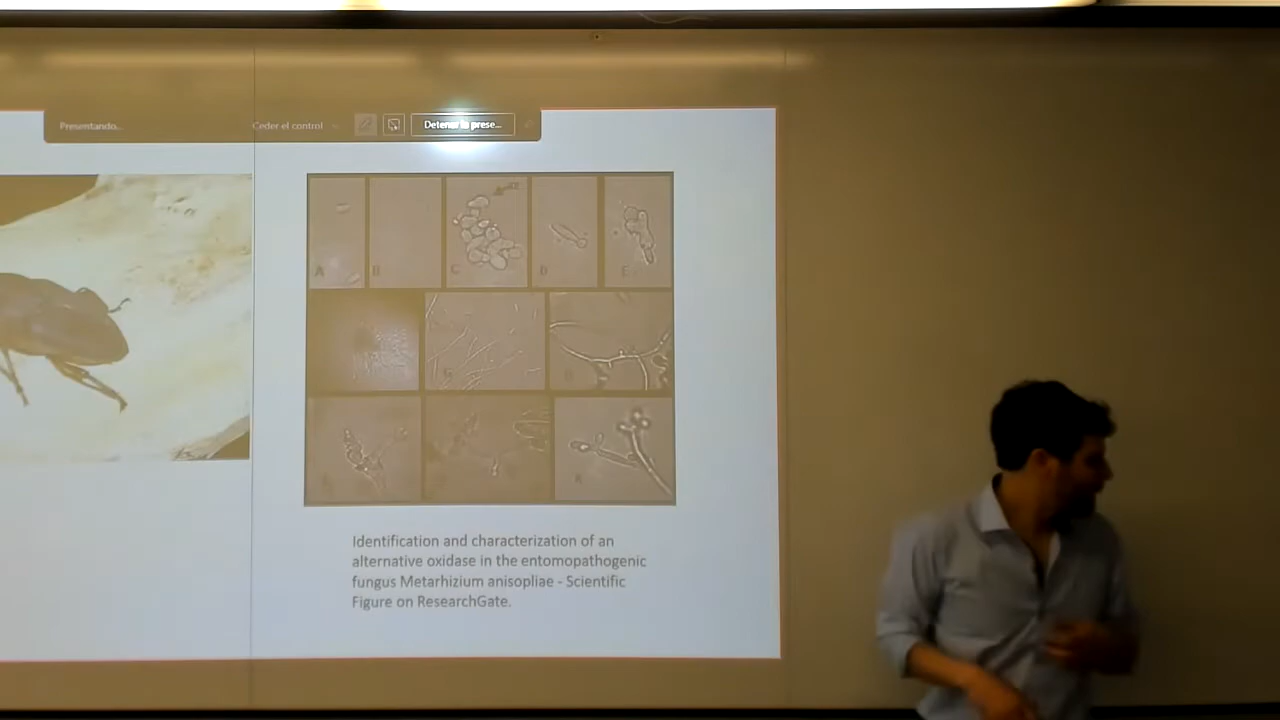 Presentando...
Ceder el control
A
B
C
D
E
G
H
K
Identification and characterization of an
alternative oxidase in the entomopathogenic
fungus Metarhizium anisopliae - Scientific
Figure on ResearchGate.